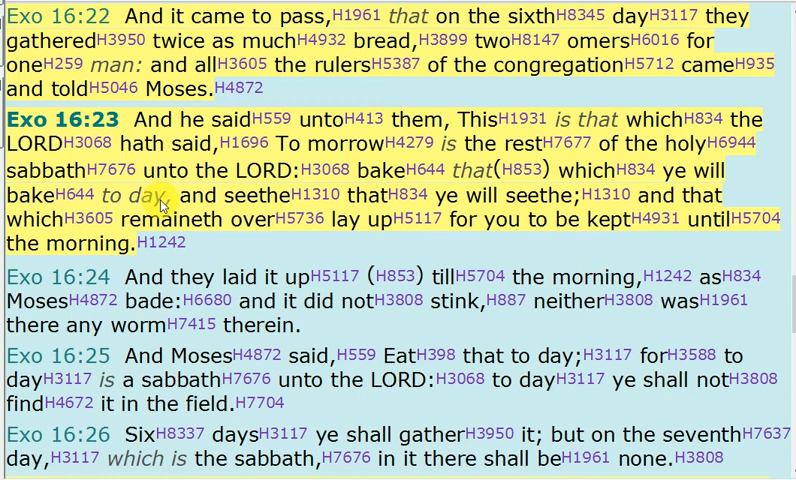 Exo 16:22 And it came to pass,H1961 that on the sixthH8345 dayH3117 they
gatheredH3950 twice as muchH4932 bread,H3899 twoH8147 omersH6016 for
oneH259 man: and allH3605 the rulersH5387 of the congregationH5712 cameH935
and toldH5046 Moses.H4872
Exo 16:23 And he saidH559 untoH413 them, ThisH1931 is that whichH834 the
LORDH3068 hath said,H1696 To morrowH4279 is the restH7677 of the holyH6944
sabbathH7676 unto the LORD:H3068 bakeH644 that(H853) whichH834 ye will
bakeH644 to day, and seetheH1310 thatH834 ye will seethe;H1310 and that
whichH3605 remaineth overH5736 lay upH5117 for you to be keptH4931 untilH5704
the morning.H1242
Exo 16:24 And they laid it upH5117 (H853) tillH5704 the morning,H1242 asH834
MosesH4872 bade:H6680 and it did notH3808 stink,H887 neitherH3808 wasH1961
there any wormH7415 therein.
Exo 16:25 And MosesH4872 said,H559 EatH398 that to day;H3117 forH3588 to
dayH3117 is a sabbathH7676 unto the LORD:H3068 to dayH3117 ye shall notH3808
findH4672 it in the field.H7704
Exo 16:26 SixH8337 daysH3117 ye shall gatherH3950 it; but on the seventhH7637
day,H3117 which is the sabbath,H7676 in it there shall beH1961 none.H3808